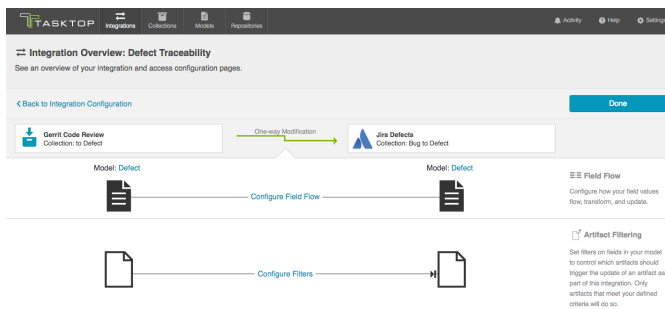 TASKTOP
Integrations
Collections
Models
Repositories
Activity
Help
Settings
Integration Overview: Defect Traceability
See an overview of your integration and access configuration pages.
Back to Integration Configuration
Done
Gerrit Code Review
Collection: to Defect
One-way Modification
Jira Defects
Collection: Bug to Defect
Model: Defect
Model: Defect
Configure Field Flow
Field Flow
Configure how your field values
flow, transform, and update.
Configure Filters
Artifact Filtering
Set filters on fields in your model
to control which artifacts should
trigger the update of an artifact as
part of this integration. Only
artifacts that meet your defined
criteria will do so.